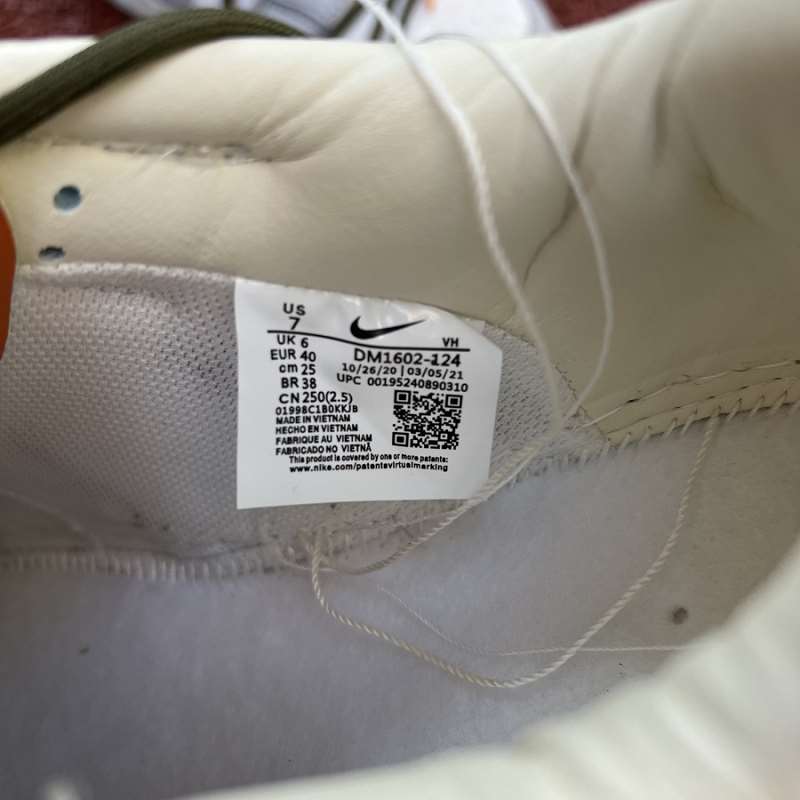 US
7
UK 6
VH
EUR 40
DM1602-124
cm 25
10/26/20 | 03/05/21
BR 38
UPC 00195240890310
CN 250(2.5)
01998C1B0KKJB
MADE IN VIETNAM
HECHO EN VIETNAM
FABRIQUE AU VIETNAM
FABRICADO NO VIETNÃ
This product is covered by one of more patents:
www.nike.com/patentsvirtualmarking